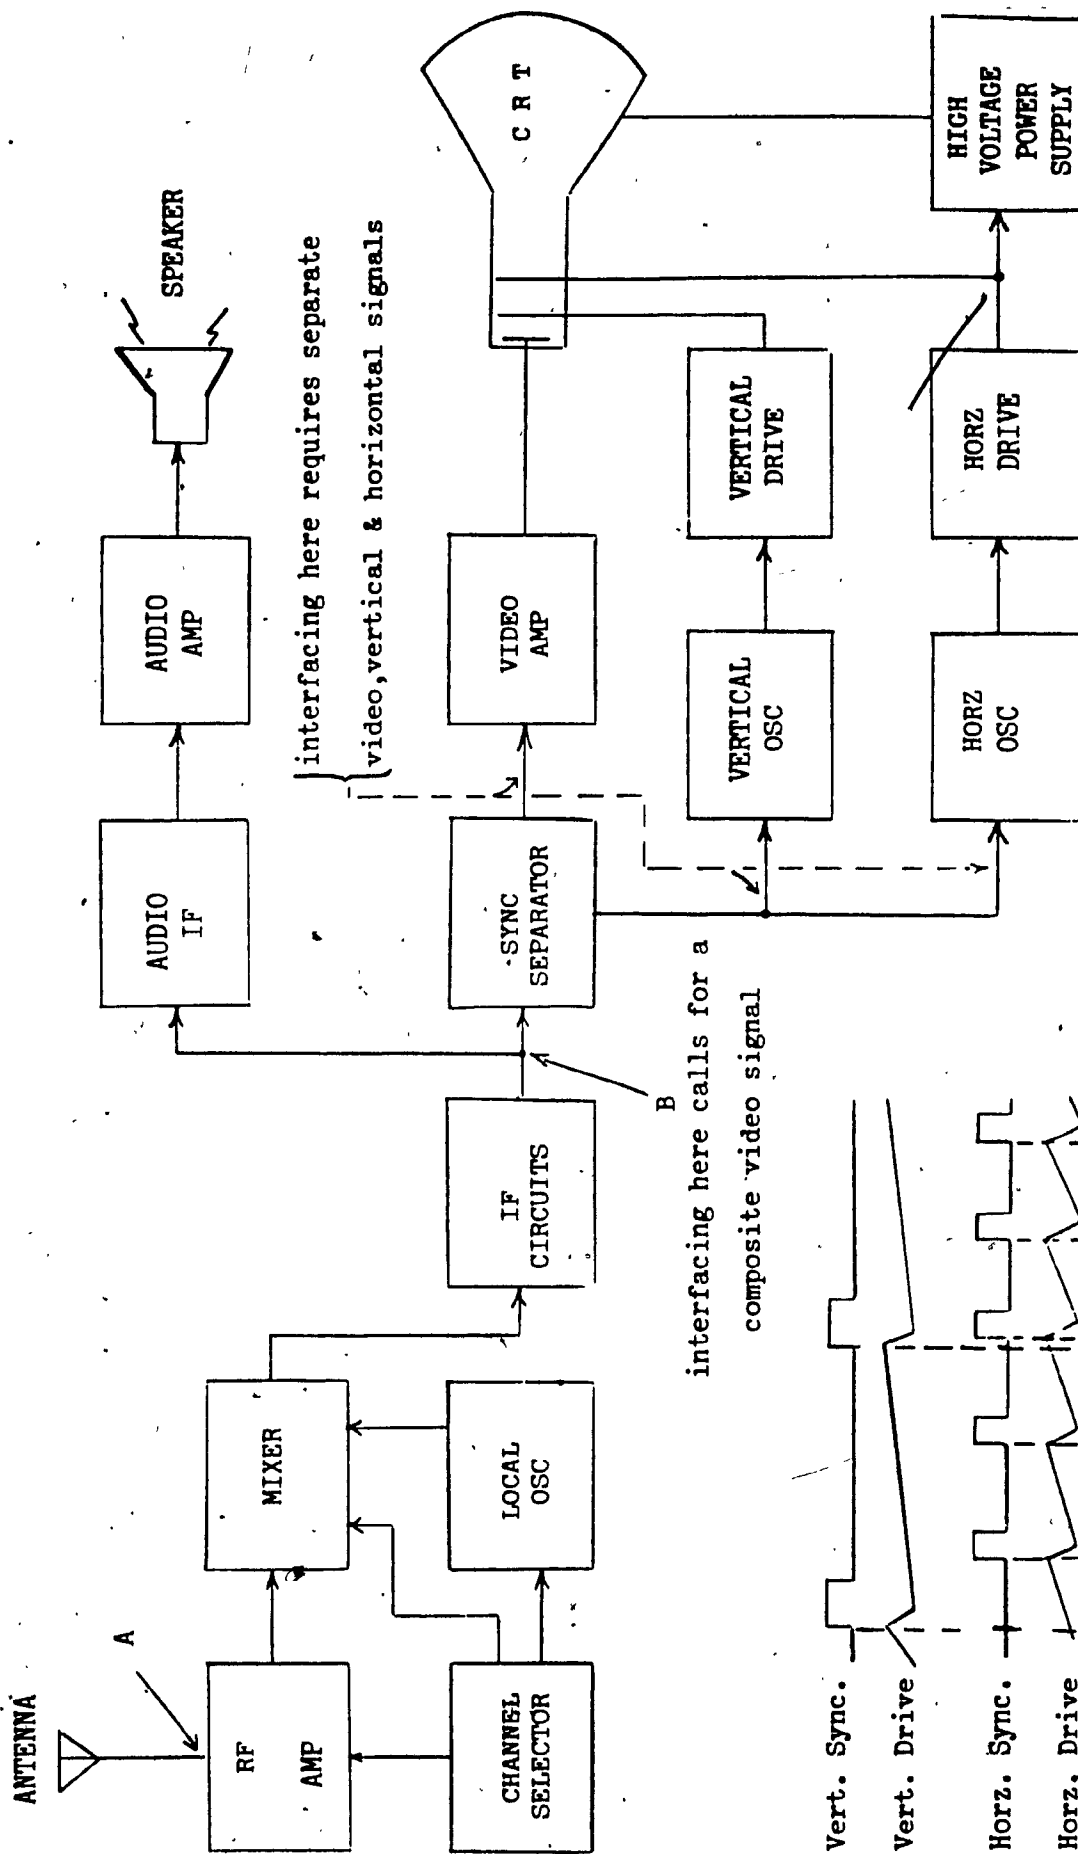 ANTENNA
A
RF
AMP
CHANNEL
SELECTOR
MIXER
LOCAL
OSC
IF
CIRCUITS
B
interfacing here calls for a
composite video signal
AUDIO
IF
AUDIO
AMP
SPEAKER
interfacing here requires separate
video,vertical & horizontal signals
SYNC
SEPARATOR
VIDEO
AMP
C R T
VERTICAL
OSC
VERTICAL
DRIVE
HORZ
OSC
HORZ
DRIVE
HIGH
VOLTAGE
POWER
SUPPLY
Vert. Sync.
Vert. Drive
Horz. Sync.
Horz. Drive